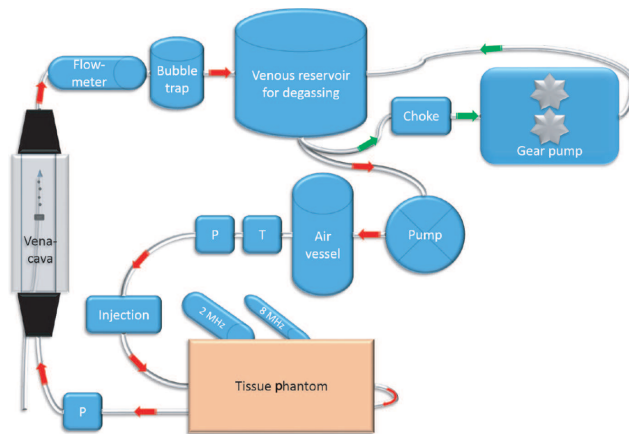 Flow-
meter
Bubble
trap
Venous reservoir
for degassing
Choke
Gear pump
Vena-
cava
P
T
Air
vessel
Pump
Injection
2 MHz
8 MHz
Tissue phantom
P